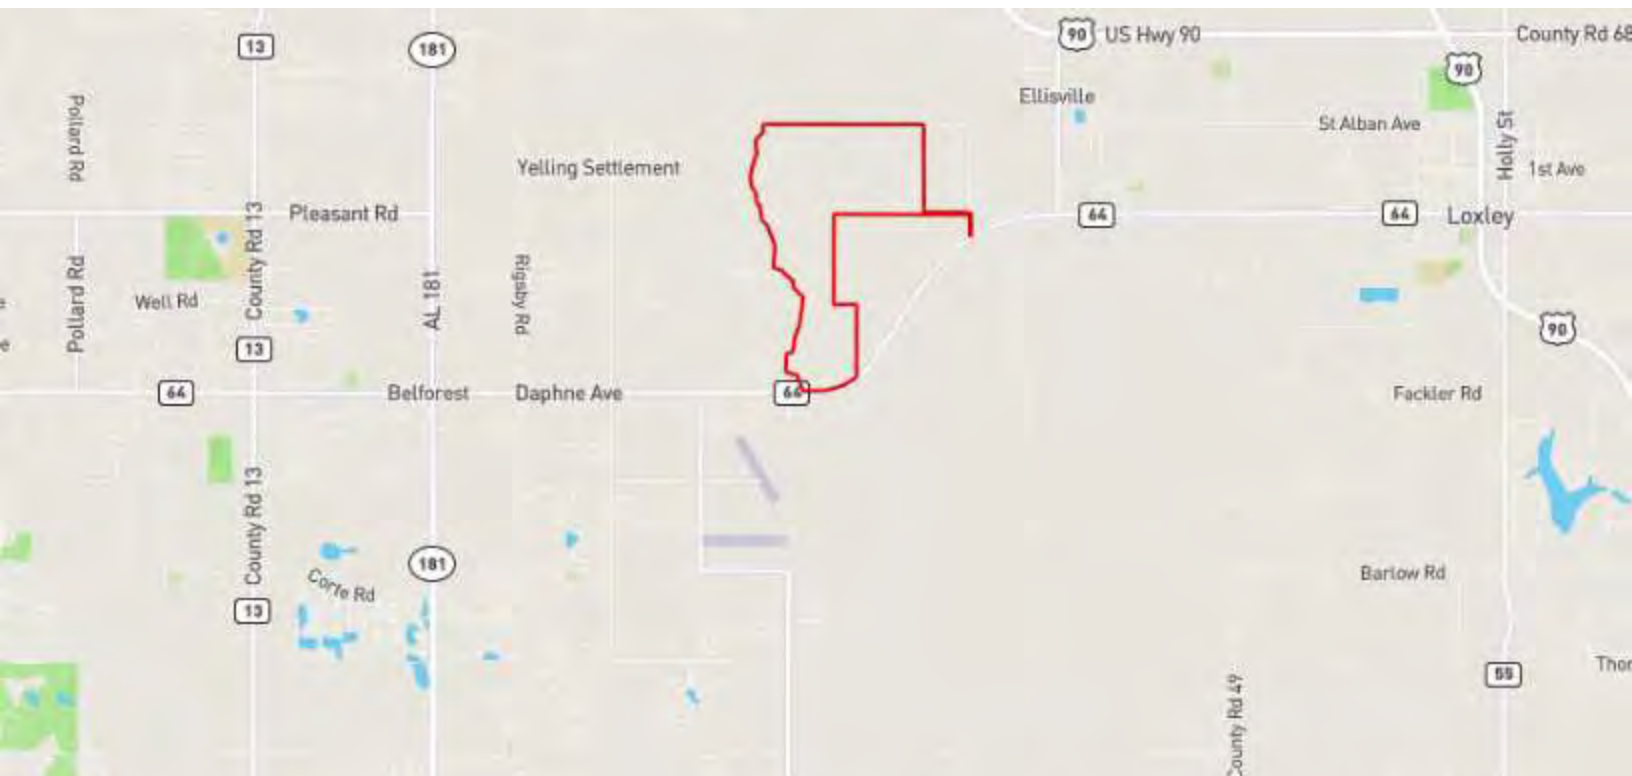 13
181
90
US Hwy 90
County Rd 68
90
Pollard Rd
Ellisville
St Alban Ave
Holly St
Yelling Settlement
1st Ave
County Rd 13
Pleasant Rd
64
64
Loxley
Pollard Rd
Well Rd
AL 181
Rigsby Rd
e
90
e
13
64
Belforest
Daphne Ave
64
Fackler Rd
County Rd 13
181
Corte Rd
Barlow Rd
13
55
Thor
County Rd 49